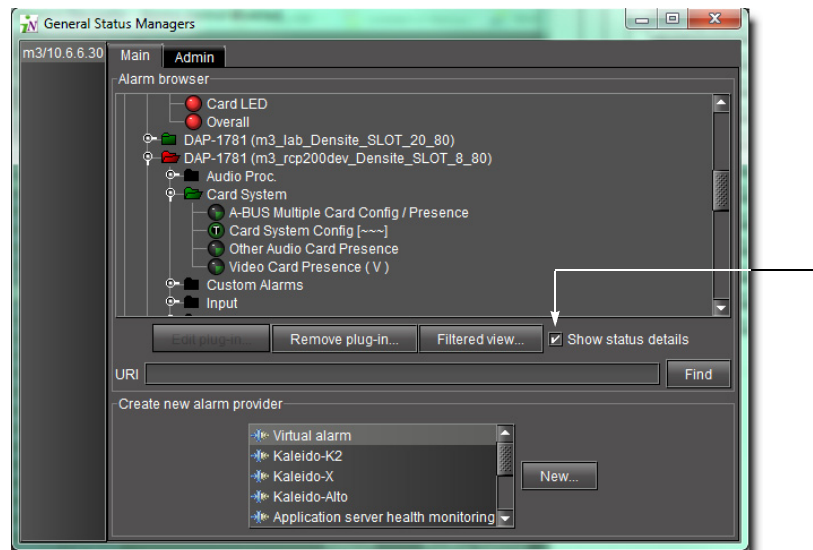 General Status Managers
m3/10.6.6.30
Main Admin
Alarm browser
Card LED
Overall
DAP-1781 (m3_lab_Densite_SLOT_20_80)
DAP-1781 (m3_rcp200dev_Densite_SLOT_8_80)
Audio Proc.
Card System
A-BUS Multiple Card Config / Presence
T Card System Config [~~~]
Other Audio Card Presence
Video Card Presence ( V )
Custom Alarms
Input
Edit plug-in... Remove plug-in... Filtered view... Show status details
URI Find
Create new alarm provider
Virtual alarm
Kaleido-K2
Kaleido-X
Kaleido-Alto
Application server health monitoring
New...